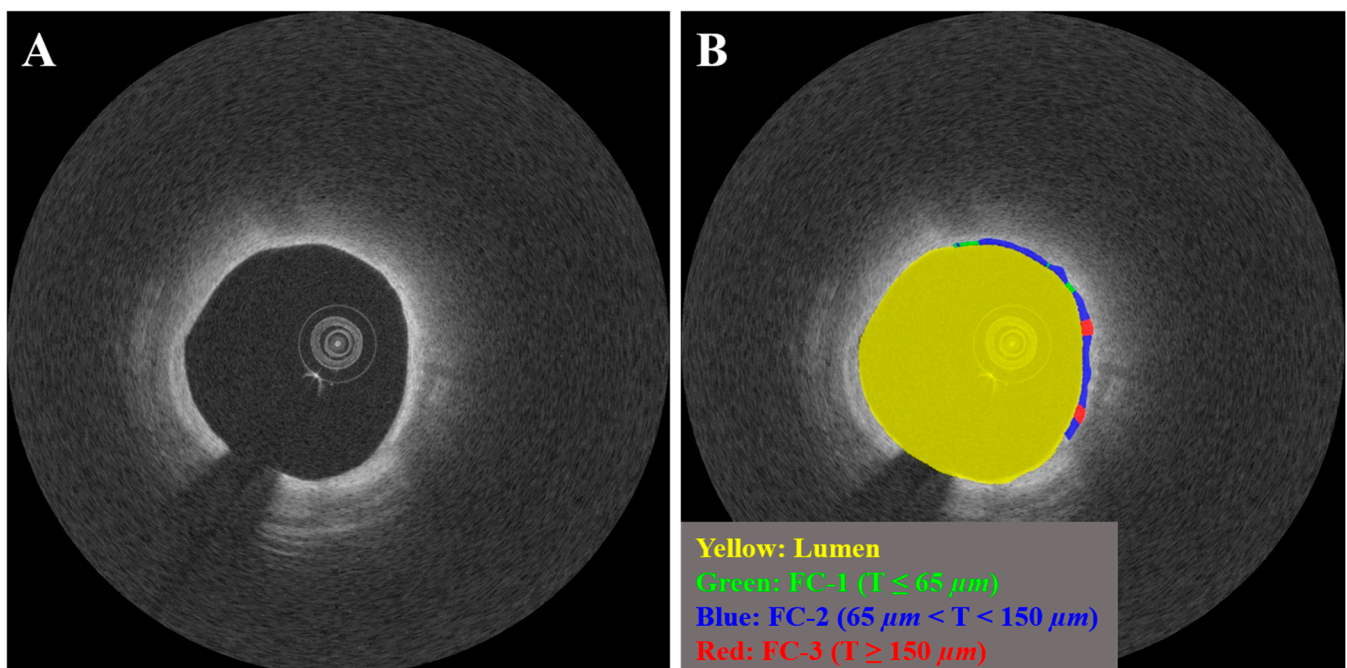 A
B
Yellow: Lumen
Green: FC-1 (T ≤ 65 μm)
Blue: FC-2 (65 μm < T < 150 μm)
Red: FC-3 (T ≥ 150 μm)